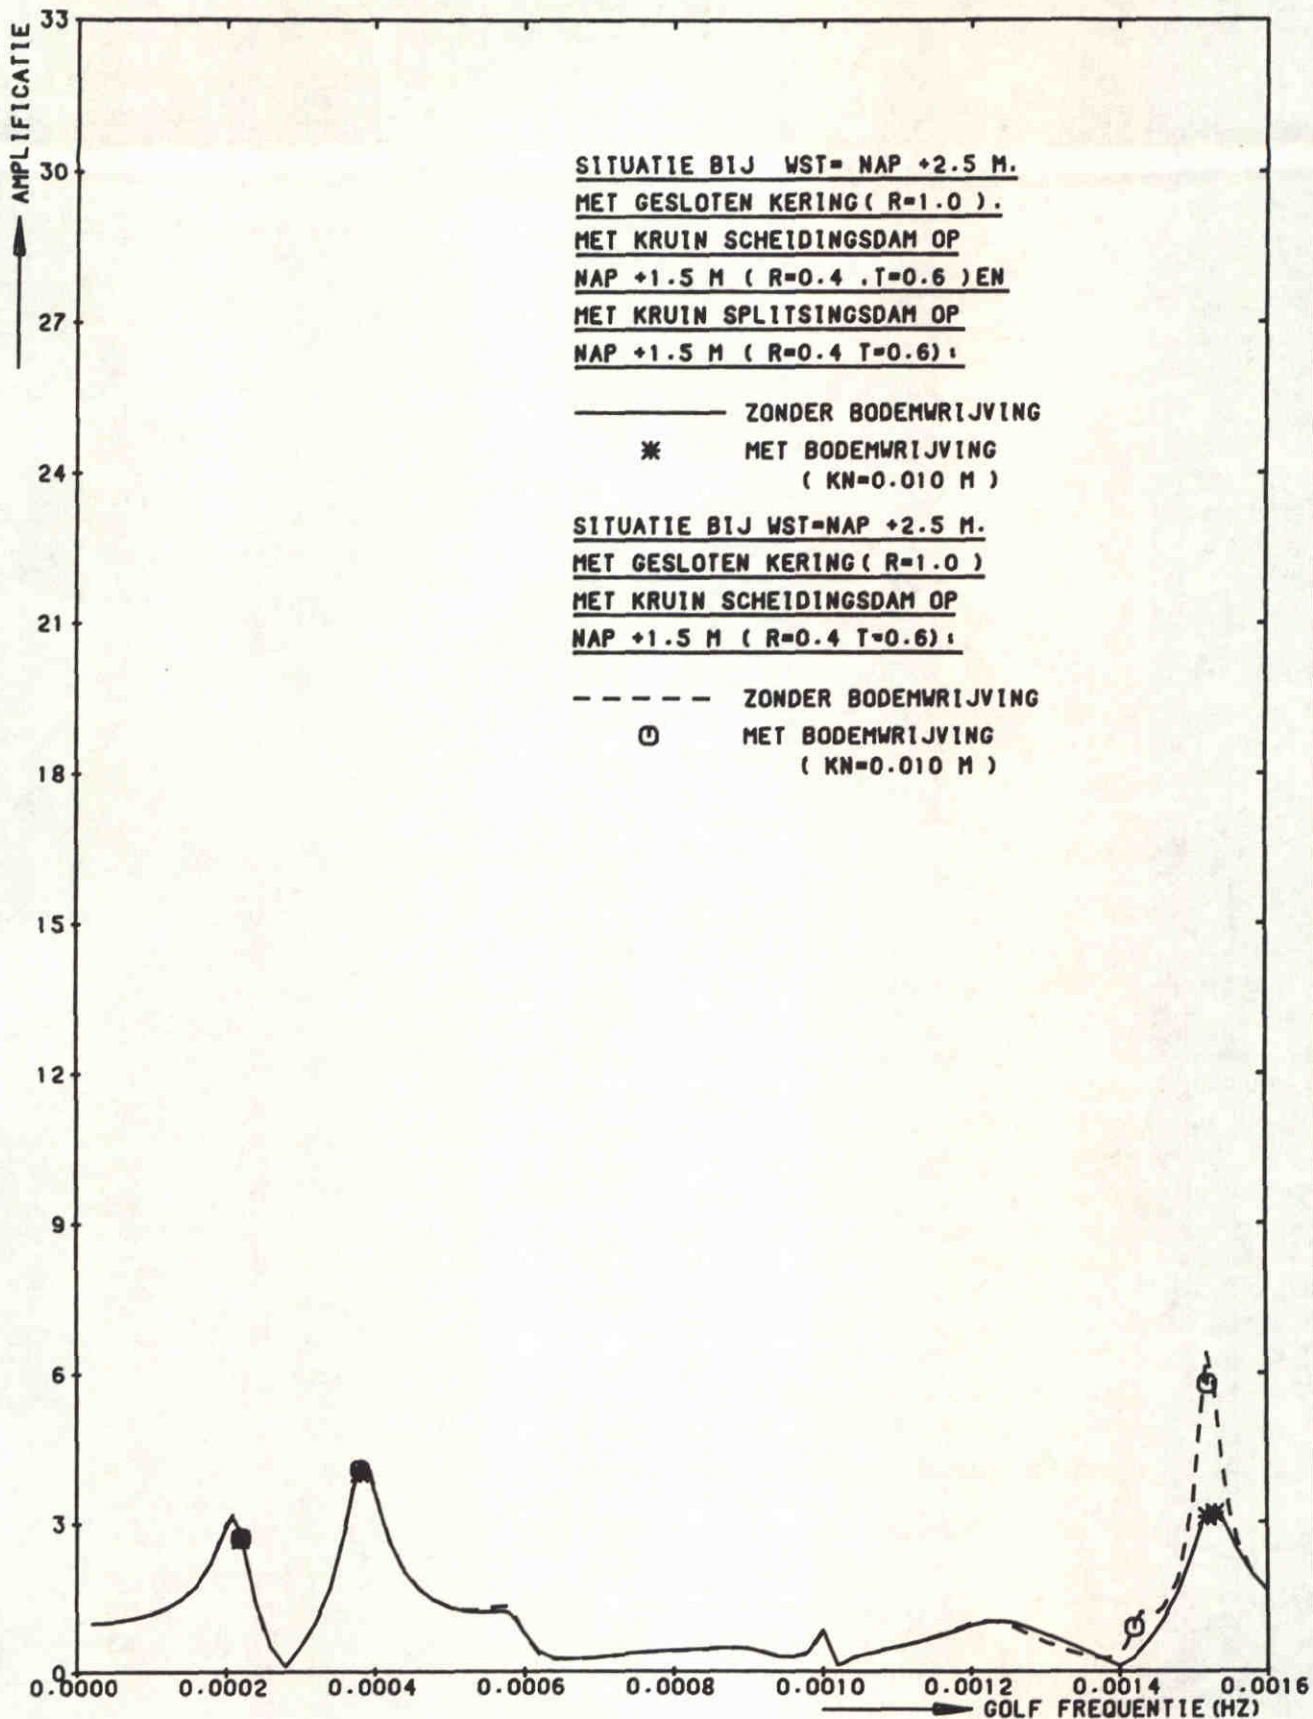 AMPLIFICATIE
33
30
27
24
21
18
15
12
9
6
3
0
SITUATIE BIJ WST= NAP +2.5 M.
MET GESLOTEN KERING( R=1.0 ).
MET KRUIN SCHEIDINGSDAM OP
NAP +1.5 M ( R=0.4 .T=0.6 )EN
MET KRUIN SPLITSINGSDAM OP
NAP +1.5 M ( R=0.4 T=0.6):
ZONDER BODEMWRIJVING
MET BODEMWRIJVING
( KN=0.010 M )
SITUATIE BIJ WST=NAP +2.5 M.
MET GESLOTEN KERING( R=1.0 )
MET KRUIN SCHEIDINGSDAM OP
NAP +1.5 M ( R=0.4 T=0.6):
ZONDER BODEMWRIJVING
MET BODEMWRIJVING
( KN=0.010 M )
0.0000 0.0002 0.0004 0.0006 0.0008 0.0010 0.0012 0.0014 0.0016
GOLF FREQUENTIE(HZ)